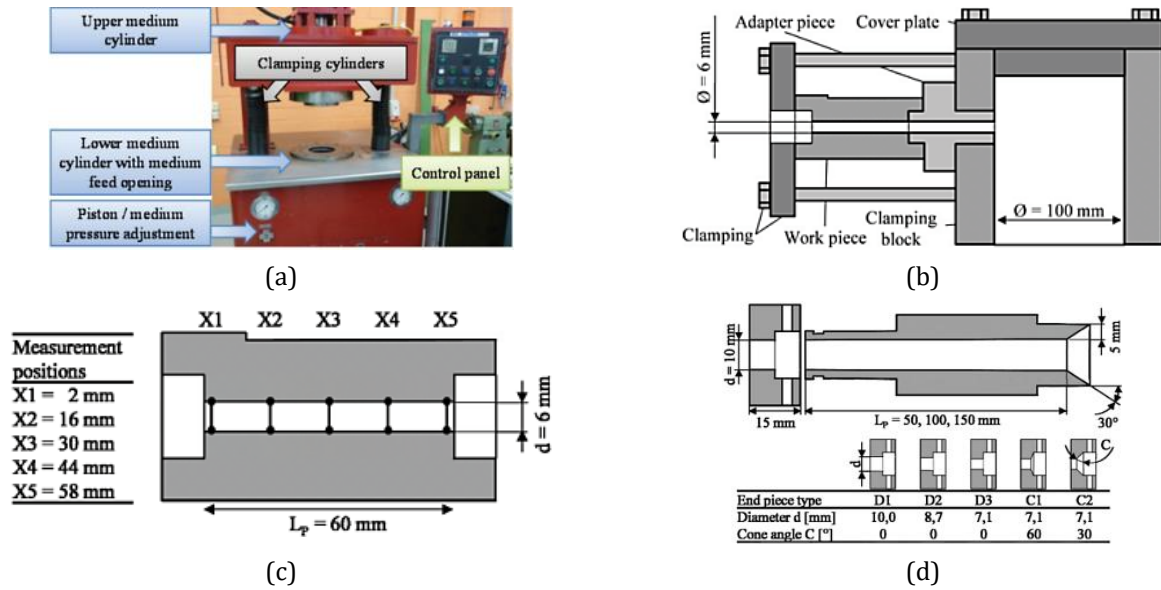 Upper medium
cylinder
Clamping cylinders
Lower medium
cylinder with medium
feed opening
Control panel
Piston / medium
pressure adjustment
(a)
Adapter piece
Cover plate
Ø = 6 mm
Ø = 100 mm
Clamping
Work piece
Clamping
block
(b)
X1 X2 X3 X4 X5
Measurement
positions
X1 = 2 mm
X2 = 16 mm
X3 = 30 mm
X4 = 44 mm
X5 = 58 mm
d = 6 mm
Lₚ = 60 mm
(c)
d = 10 mm
5 mm
15 mm
Lₚ = 50, 100, 150 mm
30°
d
C
End piece type D1 D2 D3 C1 C2
Diameter d [mm] 10,0 8,7 7,1 7,1 7,1
Cone angle C [°] 0 0 0 60 30
(d)